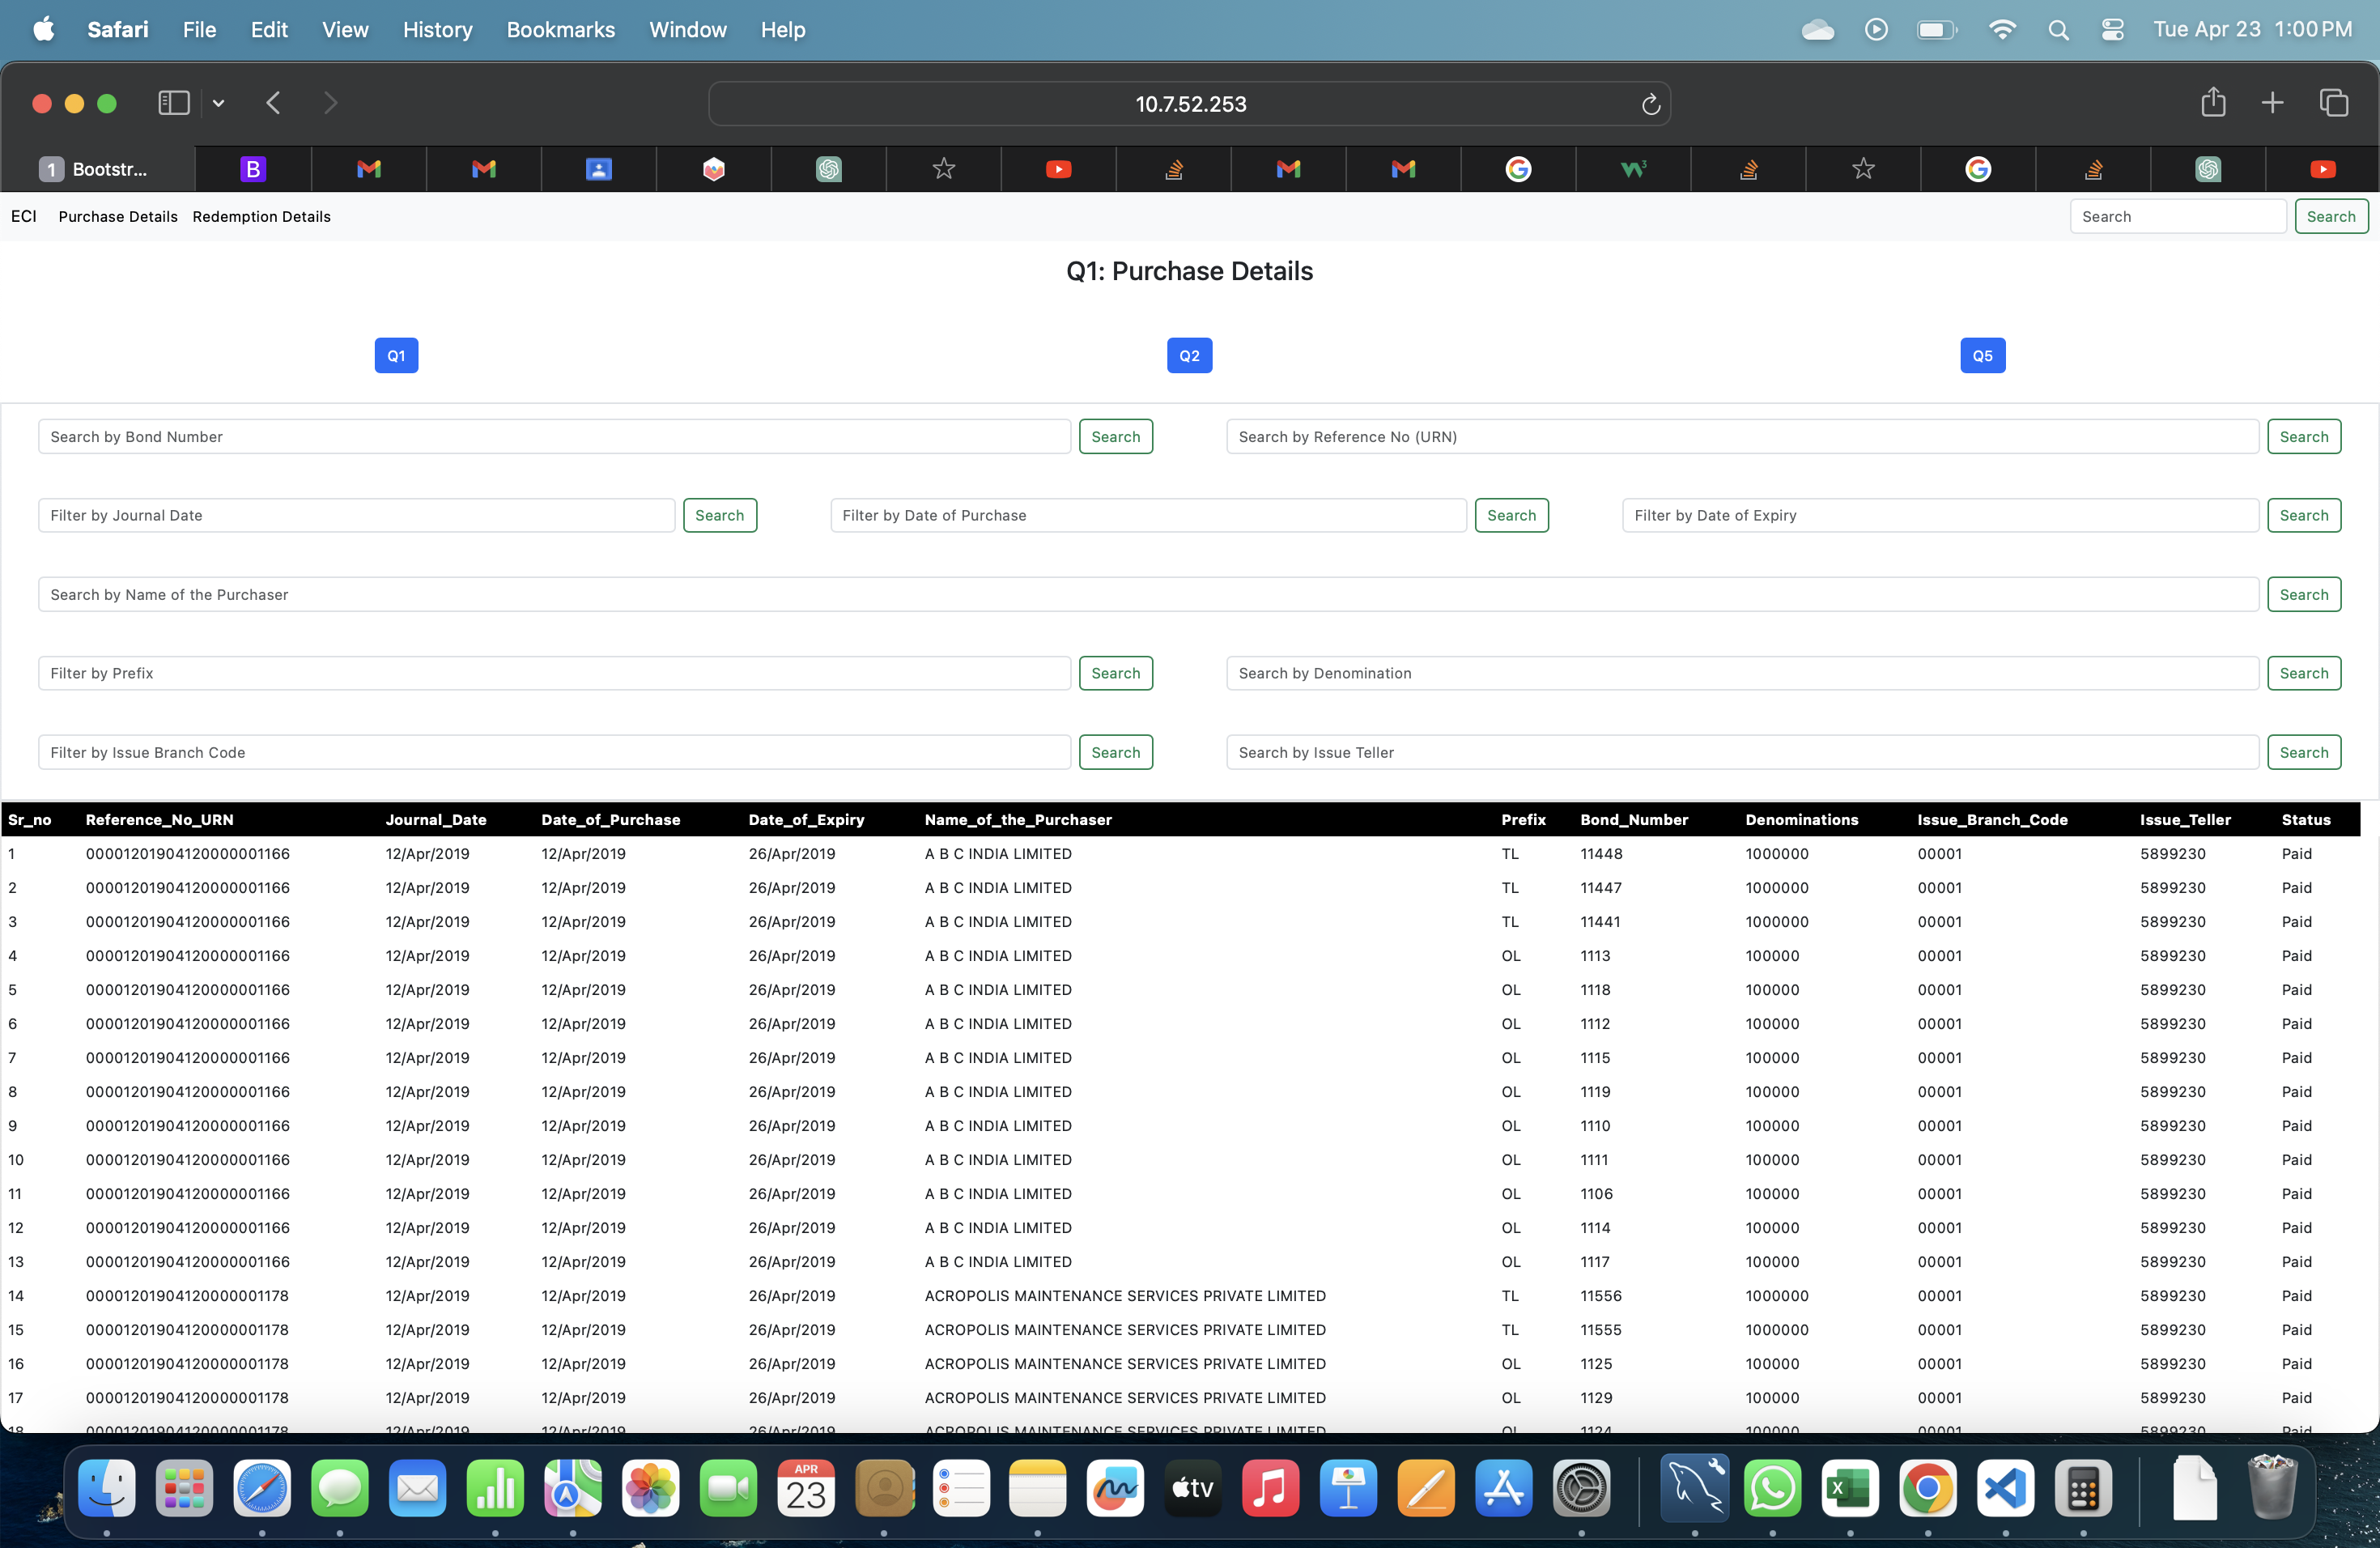 Safari File Edit View History Bookmarks Window Help Tue Apr 23 1:00 PM
10.7.52.253
1 Bootstr...
ECI Purchase Details Redemption Details Search Search
Q1: Purchase Details
Q1 Q2 Q5
Search by Bond Number Search Search by Reference No (URN) Search
Filter by Journal Date Search Filter by Date of Purchase Search Filter by Date of Expiry Search
Search by Name of the Purchaser Search
Filter by Prefix Search Search by Denomination Search
Filter by Issue Branch Code Search Search by Issue Teller Search
Sr_no Reference_No_URN Journal_Date Date_of_Purchase Date_of_Expiry Name_of_the_Purchaser Prefix Bond_Number Denominations Issue_Branch_Code Issue_Teller Status
1 00001201904120000001166 12/Apr/2019 12/Apr/2019 26/Apr/2019 A B C INDIA LIMITED TL 11448 1000000 00001 5899230 Paid
2 00001201904120000001166 12/Apr/2019 12/Apr/2019 26/Apr/2019 A B C INDIA LIMITED TL 11447 1000000 00001 5899230 Paid
3 00001201904120000001166 12/Apr/2019 12/Apr/2019 26/Apr/2019 A B C INDIA LIMITED TL 11441 1000000 00001 5899230 Paid
4 00001201904120000001166 12/Apr/2019 12/Apr/2019 26/Apr/2019 A B C INDIA LIMITED OL 1113 100000 00001 5899230 Paid
5 00001201904120000001166 12/Apr/2019 12/Apr/2019 26/Apr/2019 A B C INDIA LIMITED OL 1118 100000 00001 5899230 Paid
6 00001201904120000001166 12/Apr/2019 12/Apr/2019 26/Apr/2019 A B C INDIA LIMITED OL 1112 100000 00001 5899230 Paid
7 00001201904120000001166 12/Apr/2019 12/Apr/2019 26/Apr/2019 A B C INDIA LIMITED OL 1115 100000 00001 5899230 Paid
8 00001201904120000001166 12/Apr/2019 12/Apr/2019 26/Apr/2019 A B C INDIA LIMITED OL 1119 100000 00001 5899230 Paid
9 00001201904120000001166 12/Apr/2019 12/Apr/2019 26/Apr/2019 A B C INDIA LIMITED OL 1110 100000 00001 5899230 Paid
10 00001201904120000001166 12/Apr/2019 12/Apr/2019 26/Apr/2019 A B C INDIA LIMITED OL 1111 100000 00001 5899230 Paid
11 00001201904120000001166 12/Apr/2019 12/Apr/2019 26/Apr/2019 A B C INDIA LIMITED OL 1106 100000 00001 5899230 Paid
12 00001201904120000001166 12/Apr/2019 12/Apr/2019 26/Apr/2019 A B C INDIA LIMITED OL 1114 100000 00001 5899230 Paid
13 00001201904120000001166 12/Apr/2019 12/Apr/2019 26/Apr/2019 A B C INDIA LIMITED OL 1117 100000 00001 5899230 Paid
14 00001201904120000001178 12/Apr/2019 12/Apr/2019 26/Apr/2019 ACROPOLIS MAINTENANCE SERVICES PRIVATE LIMITED TL 11556 1000000 00001 5899230 Paid
15 00001201904120000001178 12/Apr/2019 12/Apr/2019 26/Apr/2019 ACROPOLIS MAINTENANCE SERVICES PRIVATE LIMITED TL 11555 1000000 00001 5899230 Paid
16 00001201904120000001178 12/Apr/2019 12/Apr/2019 26/Apr/2019 ACROPOLIS MAINTENANCE SERVICES PRIVATE LIMITED OL 1125 100000 00001 5899230 Paid
17 00001201904120000001178 12/Apr/2019 12/Apr/2019 26/Apr/2019 ACROPOLIS MAINTENANCE SERVICES PRIVATE LIMITED OL 1129 100000 00001 5899230 Paid
18 00001201904120000001178 12/Apr/2019 12/Apr/2019 26/Apr/2019 ACROPOLIS MAINTENANCE SERVICES PRIVATE LIMITED OL 1124 100000 00001 5899230 Paid
APR
23
tv